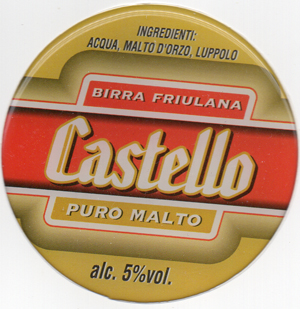 INGREDIENTI:
ACQUA, MALTO D'ORZO, LUPPOLO
BIRRA FRIULANA
Castello
PURO MALTO
alc. 5%vol.